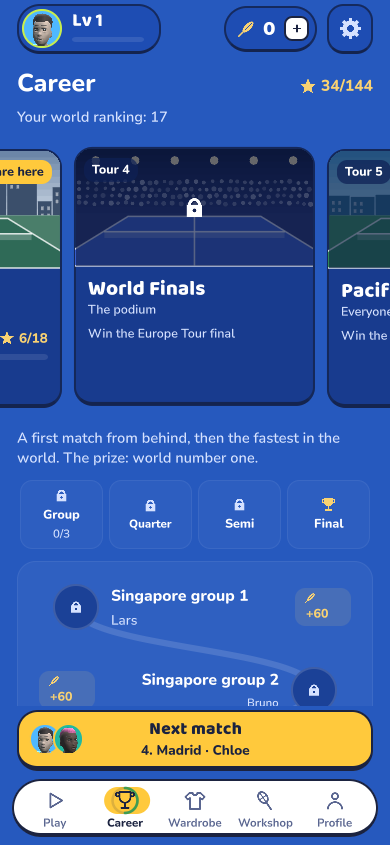 Lv 1
0
+
Career
34/144
Your world ranking: 17
are here
6/18
Tour 4
World Finals
The podium
Win the Europe Tour final
Tour 5
Pacif
Everyone
Win the
A first match from behind, then the fastest in the
world. The prize: world number one.
Group
0/3
Quarter
Semi
Final
Singapore group 1
Lars
+60
Singapore group 2
Bruno
+60
Next match
4. Madrid · Chloe
Play
Career
Wardrobe
Workshop
Profile